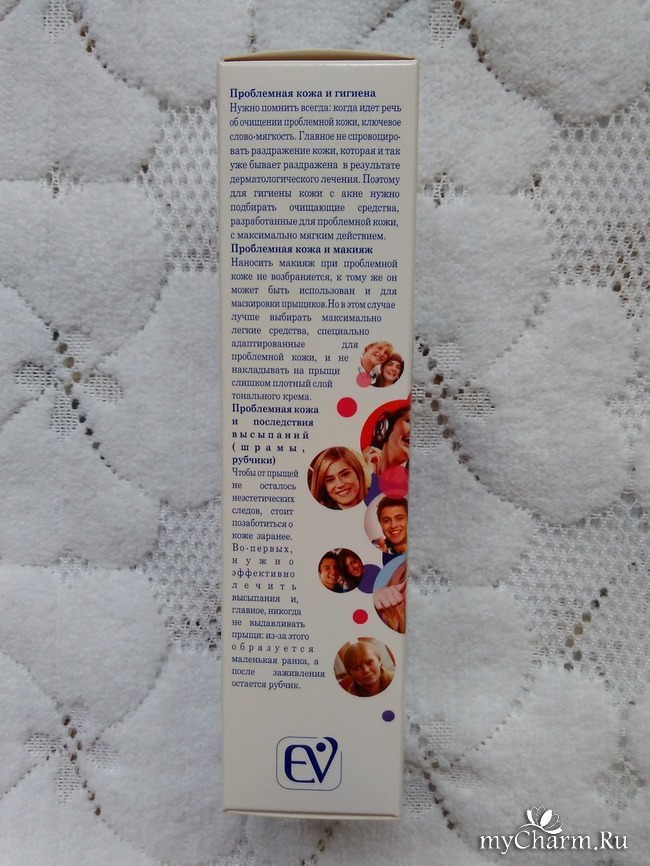 Проблемная кожа и гигиена
Нужно помнить всегда: когда идет речь
об очищении проблемной кожи, ключевое
слово-мягкость. Главное не спровоциро-
вать раздражение кожи, которая и так
уже бывает раздражена в результате
дерматологического лечения. Поэтому
для гигиены кожи с акне нужно
подбирать очищающие средства,
разработанные для проблемной кожи,
с максимально мягким действием.
Проблемная кожа и макияж
Наносить макияж при проблемной
коже не возбраняется, к тому же он
может быть использован и для
маскировки прыщиков.Но в этом случае
лучше выбирать максимально
легкие средства, специально
адаптированные для
проблемной кожи, и не
накладывать на прыщи
слишком плотный слой
тонального крема.
Проблемная кожа
и последствия
высыпаний
(шрамы,
рубчики)
Чтобы от прыщей
не осталось
неэстетических
следов, стоит
позаботиться о
коже заранее.
Во-первых,
нужно
эффективно
лечить
высыпания и,
главное, никогда
не выдавливать
прыщи: из-за этого
образуется
маленькая ранка, а
после заживления
остается рубчик.
EV
myCharm.Ru